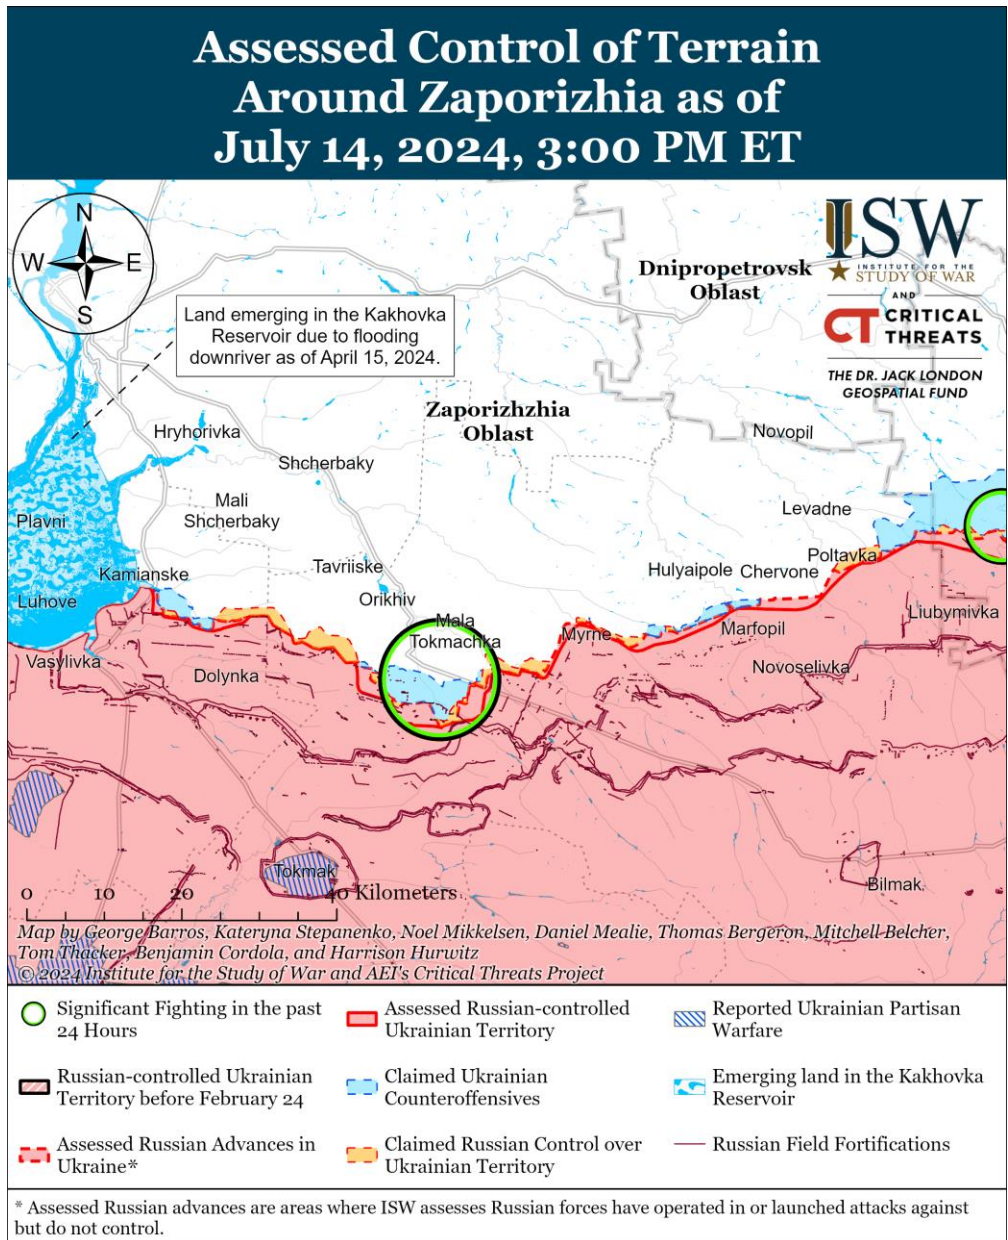 Assessed Control of Terrain
Around Zaporizhia as of
July 14, 2024, 3:00 PM ET
N
W
E
S
ISW
INSTITUTE FOR THE
STUDY OF WAR
AND
CT CRITICAL
THREATS
THE DR. JACK LONDON
GEOSPATIAL FUND
Dnipropetrovsk
Oblast
Land emerging in the Kakhovka
Reservoir due to flooding
downriver as of April 15, 2024.
Zaporizhzhia
Oblast
Hryhorivka
Novopil
Shcherbaky
Mali
Shcherbaky
Levadne
Plavni
Poltavka
Tavriiske
Hulyaipole
Chervone
Kamianske
Orikhiv
Luhove
Liubymivka
Mala
Tokmachka
Myrne
Marfopil
Vasylivka
Dolynka
Novoselivka
Tokmak
Bilmak
0 10 20 40 Kilometers
Map by George Barros, Kateryna Stepanenko, Noel Mikkelsen, Daniel Mealie, Thomas Bergeron, Mitchell Belcher,
Tom Thacker, Benjamin Cordola, and Harrison Hurwitz
© 2024 Institute for the Study of War and AEI's Critical Threats Project
Significant Fighting in the past
24 Hours
Assessed Russian-controlled
Ukrainian Territory
Reported Ukrainian Partisan
Warfare
Russian-controlled Ukrainian
Territory before February 24
Claimed Ukrainian
Counteroffensives
Emerging land in the Kakhovka
Reservoir
Assessed Russian Advances in
Ukraine*
Claimed Russian Control over
Ukrainian Territory
Russian Field Fortifications
* Assessed Russian advances are areas where ISW assesses Russian forces have operated in or launched attacks against
but do not control.